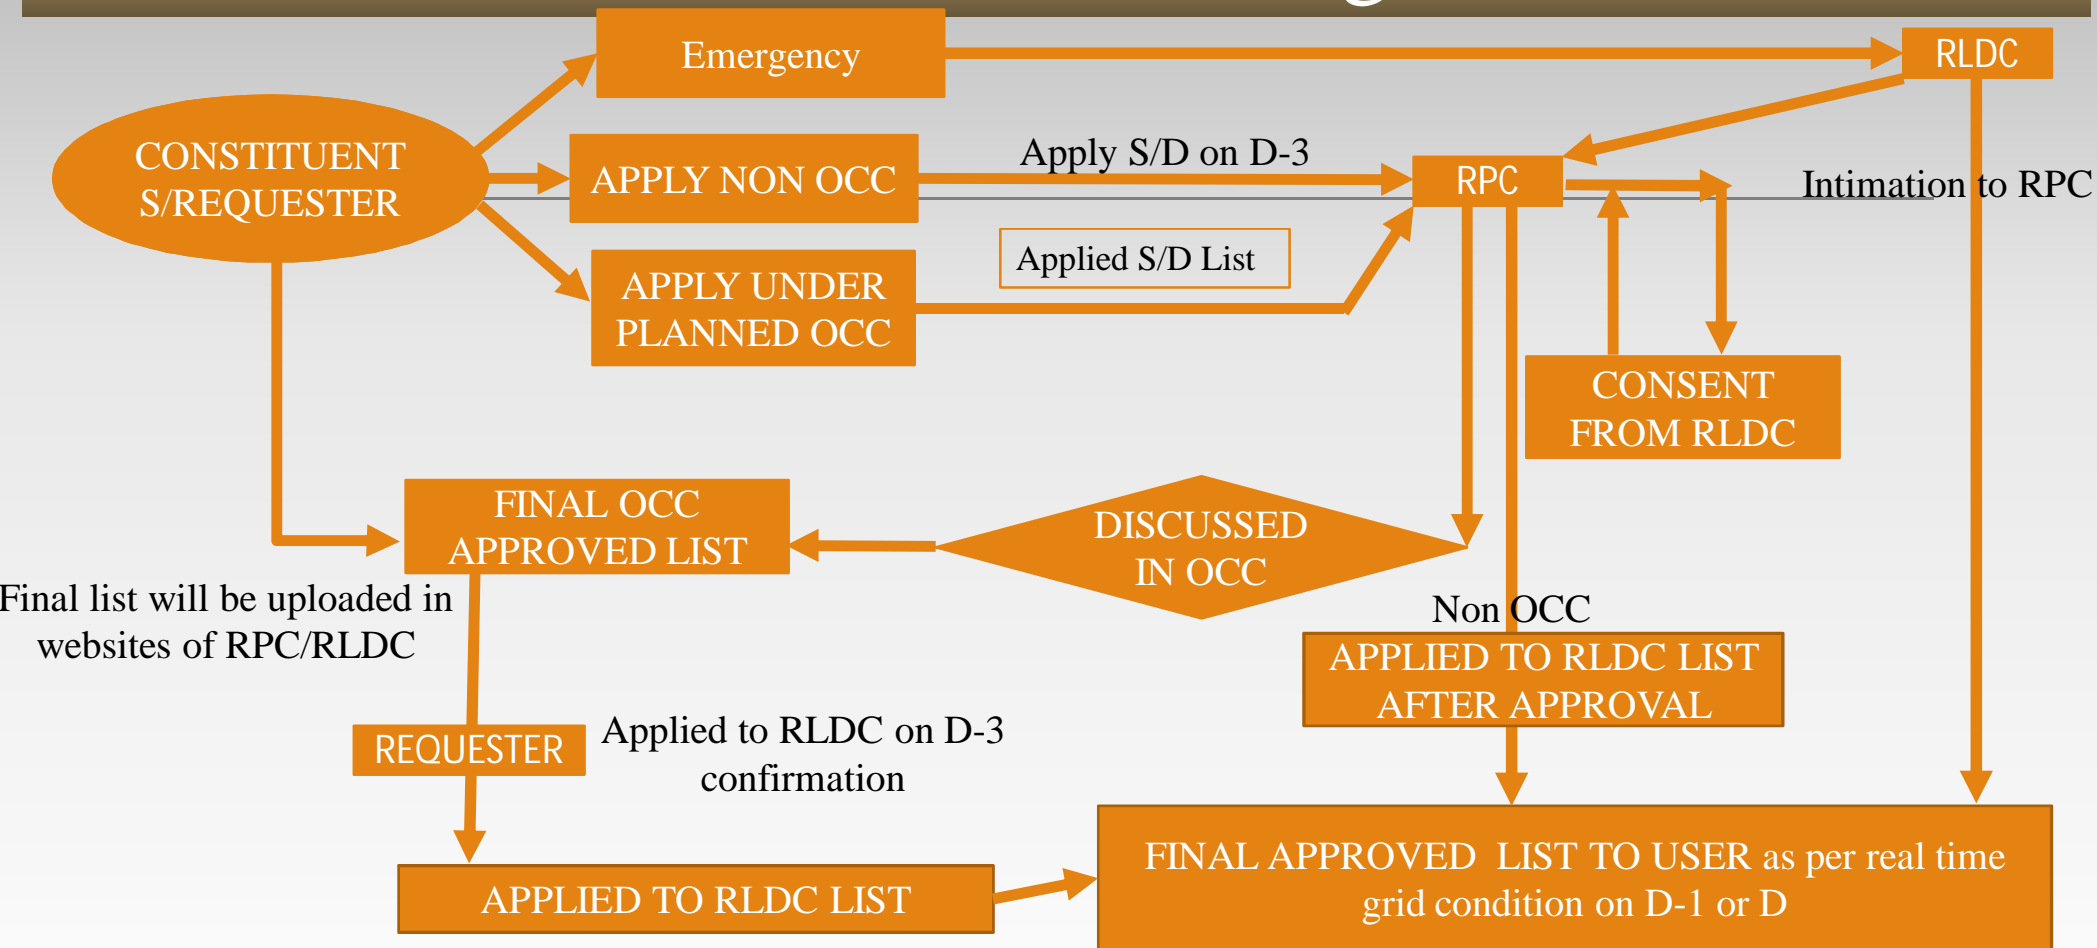 Emergency
RLDC
CONSTITUENT
S/REQUESTER
APPLY NON OCC
Apply S/D on D-3
RPC
Intimation to RPC
Applied S/D List
APPLY UNDER
PLANNED OCC
CONSENT
FROM RLDC
FINAL OCC
APPROVED LIST
DISCUSSED
IN OCC
Final list will be uploaded in
websites of RPC/RLDC
Non OCC
APPLIED TO RLDC LIST
AFTER APPROVAL
REQUESTER
Applied to RLDC on D-3
confirmation
APPLIED TO RLDC LIST
FINAL APPROVED LIST TO USER as per real time
grid condition on D-1 or D